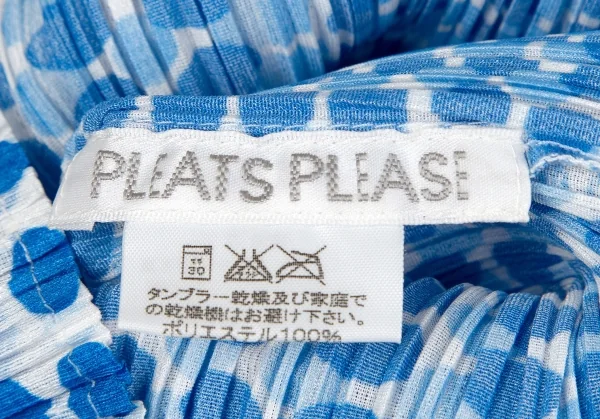 PLEATS PLEASE
30
タンブラー乾燥及び家庭で
の乾燥機はお避け下さい。
ポリエステル100%